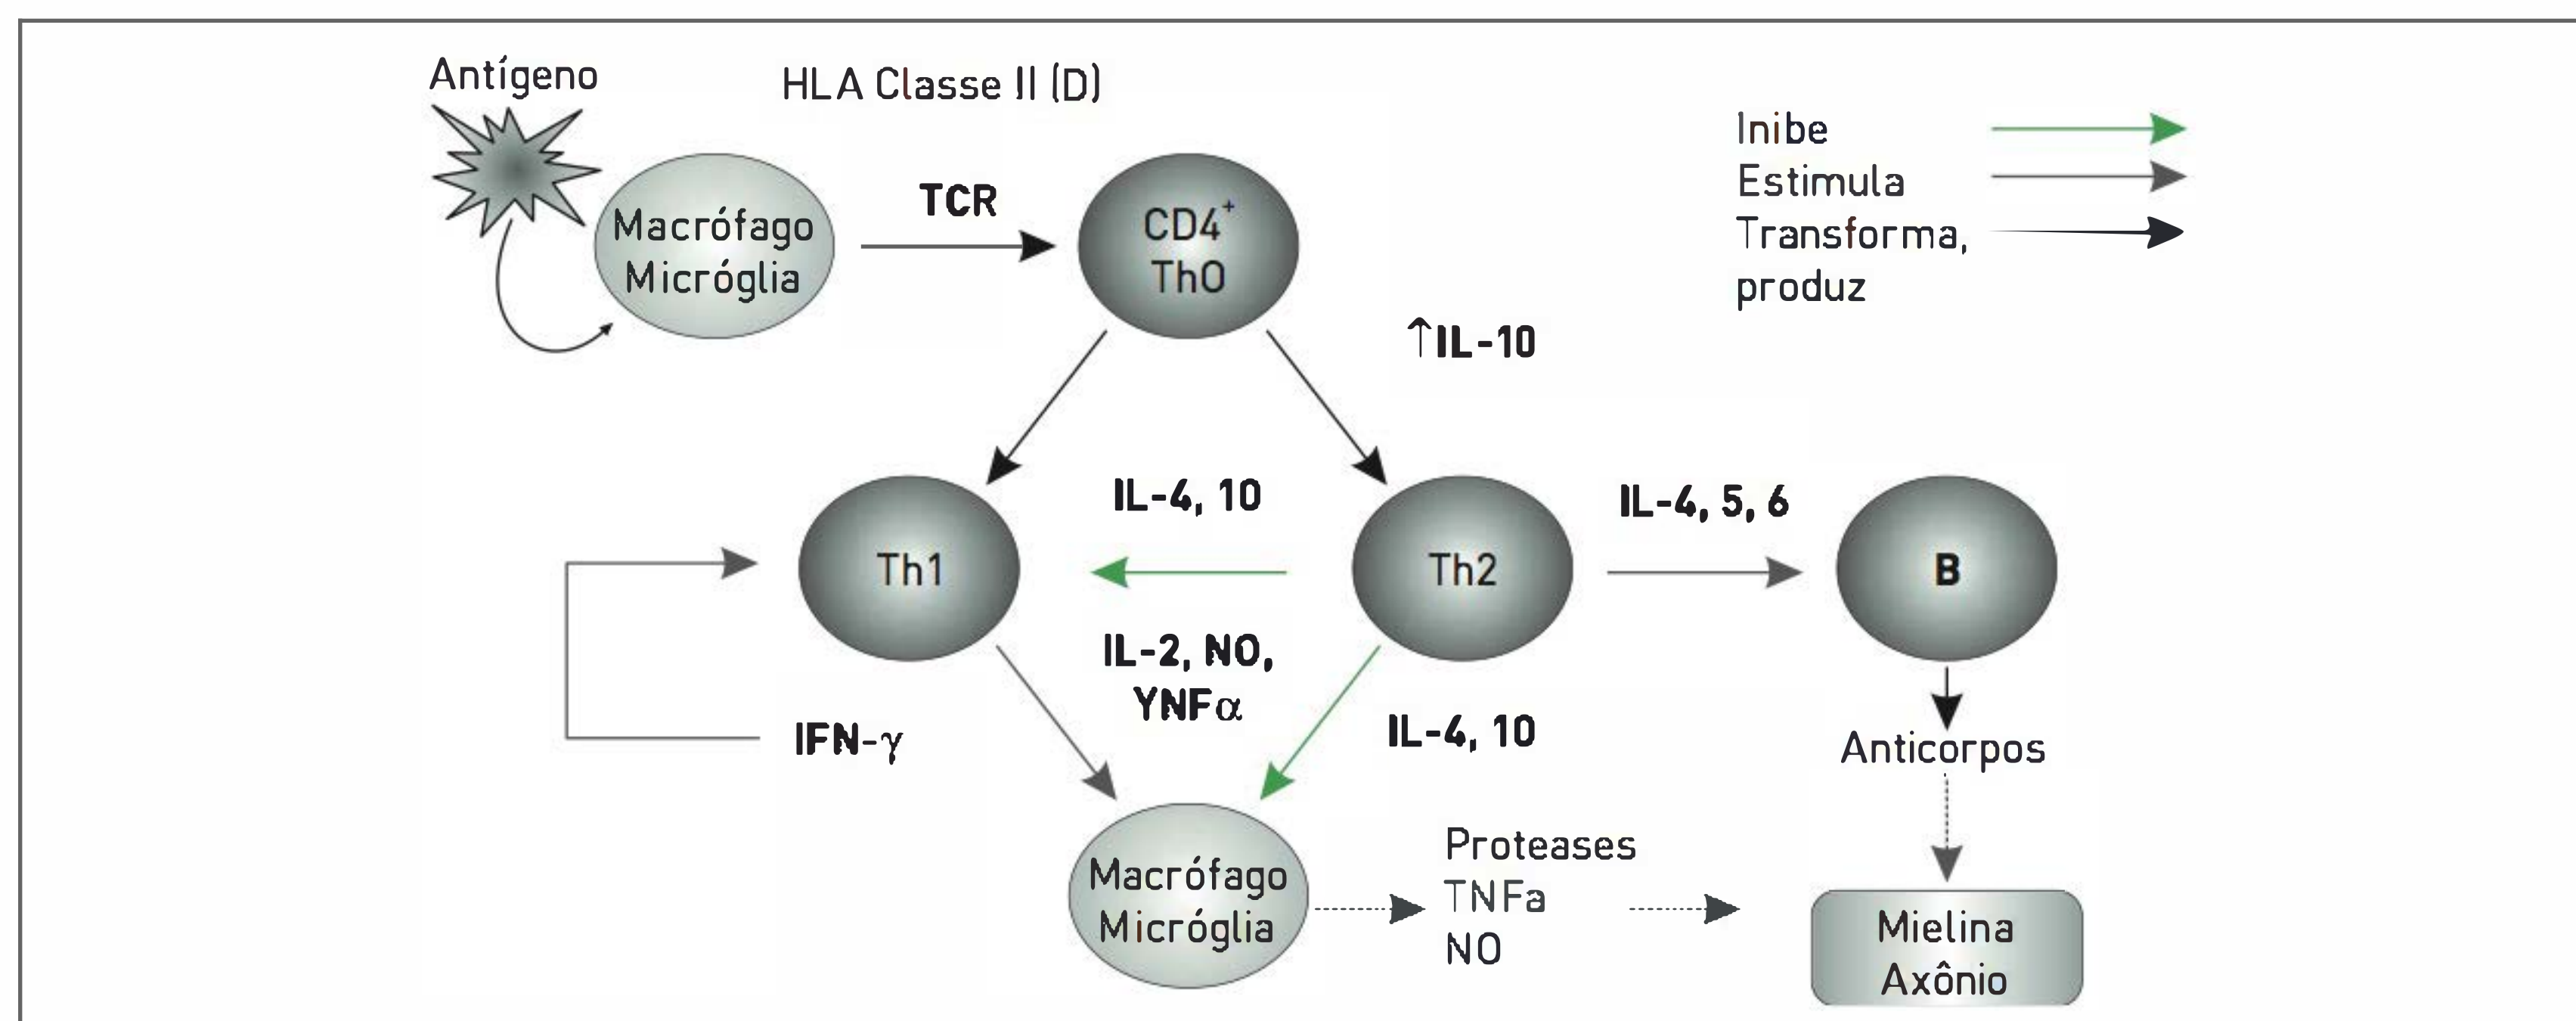 Antígeno
HLA Classe II (D)
Macrófago
Micróglia
TCR
CD4⁺
Th0
Inibe
Estimula
Transforma,
produz
↑IL-10
Th1
IL-4, 10
Th2
IL-4, 5, 6
B
IL-2, NO,
YNFα
IFN-γ
IL-4, 10
Anticorpos
Macrófago
Micróglia
Proteases
TNFa
NO
Mielina
Axônio